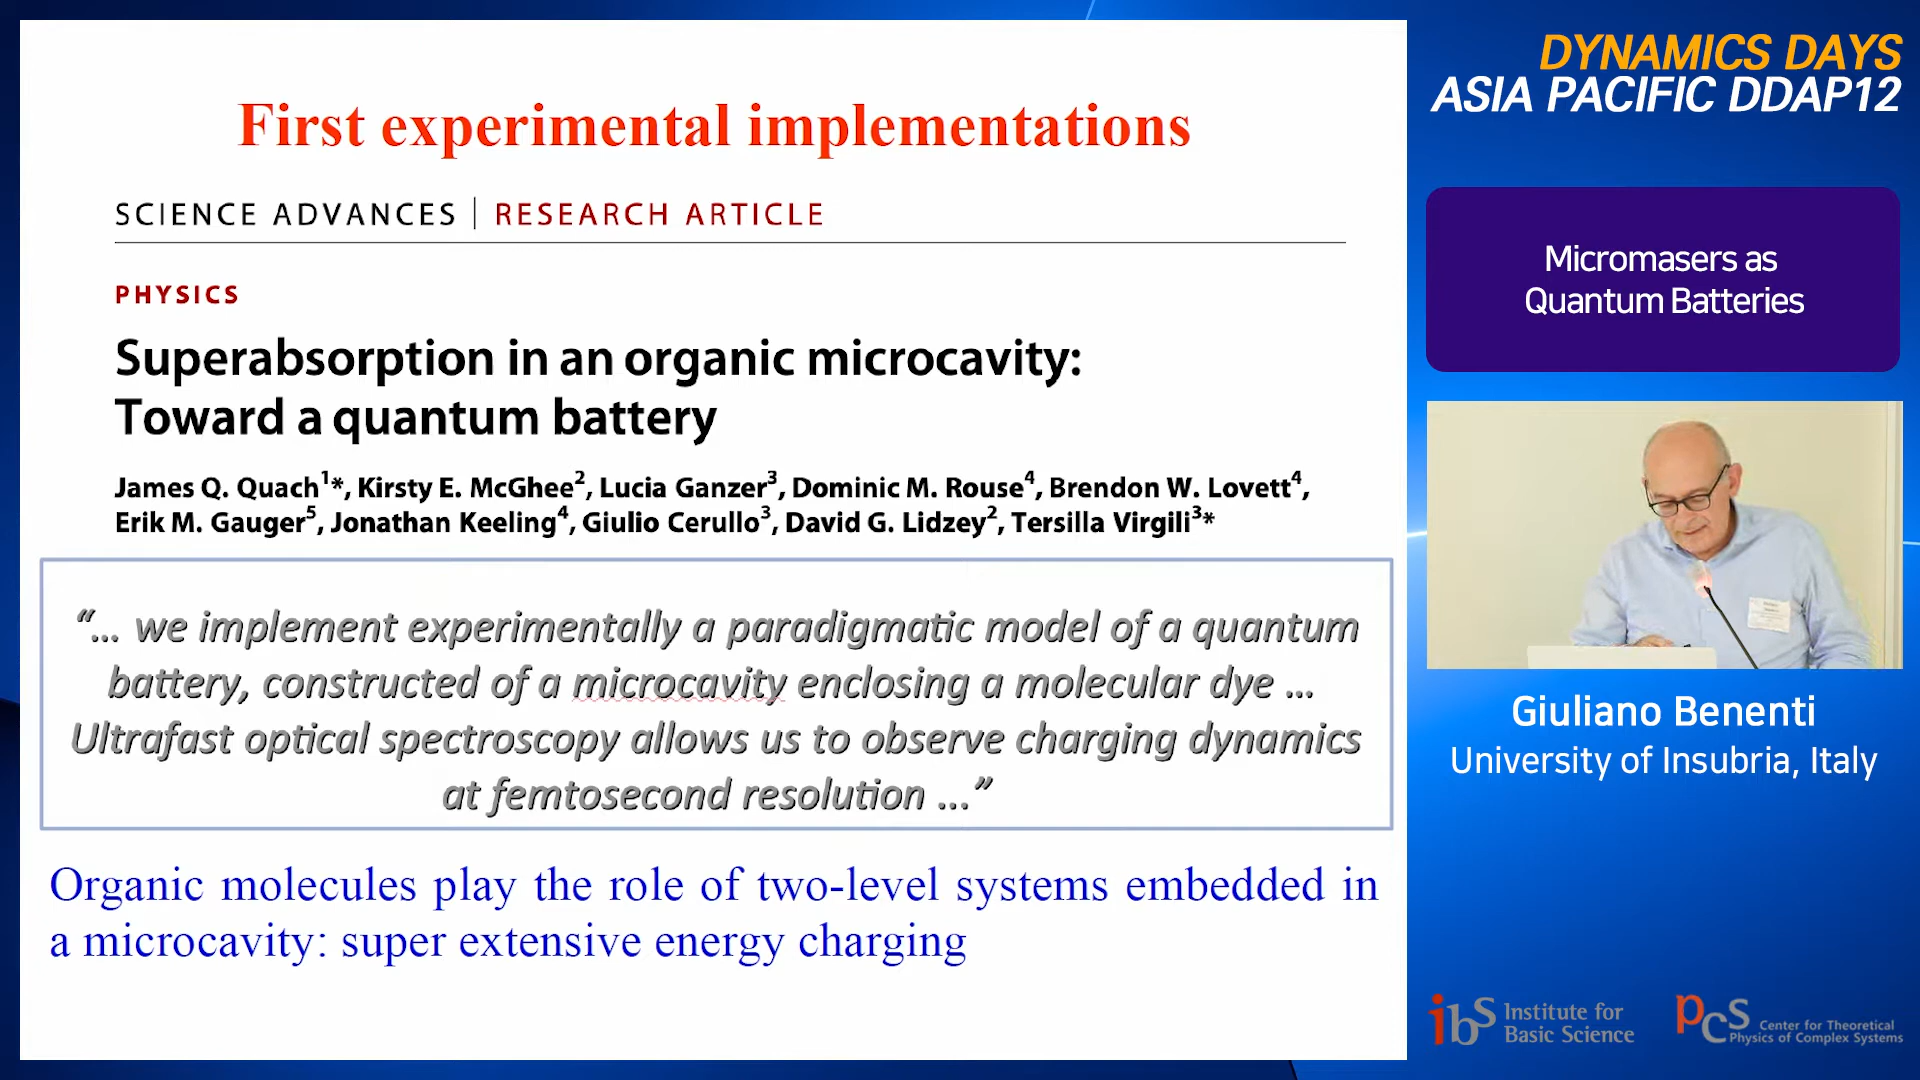 First experimental implementations
SCIENCE ADVANCES | RESEARCH ARTICLE
PHYSICS
Superabsorption in an organic microcavity:
Toward a quantum battery
James Q. Quach1*, Kirsty E. McGhee2, Lucia Ganzer3, Dominic M. Rouse4, Brendon W. Lovett4,
Erik M. Gauger5, Jonathan Keeling4, Giulio Cerullo3, David G. Lidzey2, Tersilla Virgili3*
“... we implement experimentally a paradigmatic model of a quantum
battery, constructed of a microcavity enclosing a molecular dye ...
Ultrafast optical spectroscopy allows us to observe charging dynamics
at femtosecond resolution ...”
Organic molecules play the role of two-level systems embedded in
a microcavity: super extensive energy charging
DYNAMICS DAYS
ASIA PACIFIC DDAP12
Micromasers as
Quantum Batteries
Giuliano Benenti
University of Insubria, Italy
ibs Institute for
Basic Science
pcs Center for Theoretical
Physics of Complex Systems